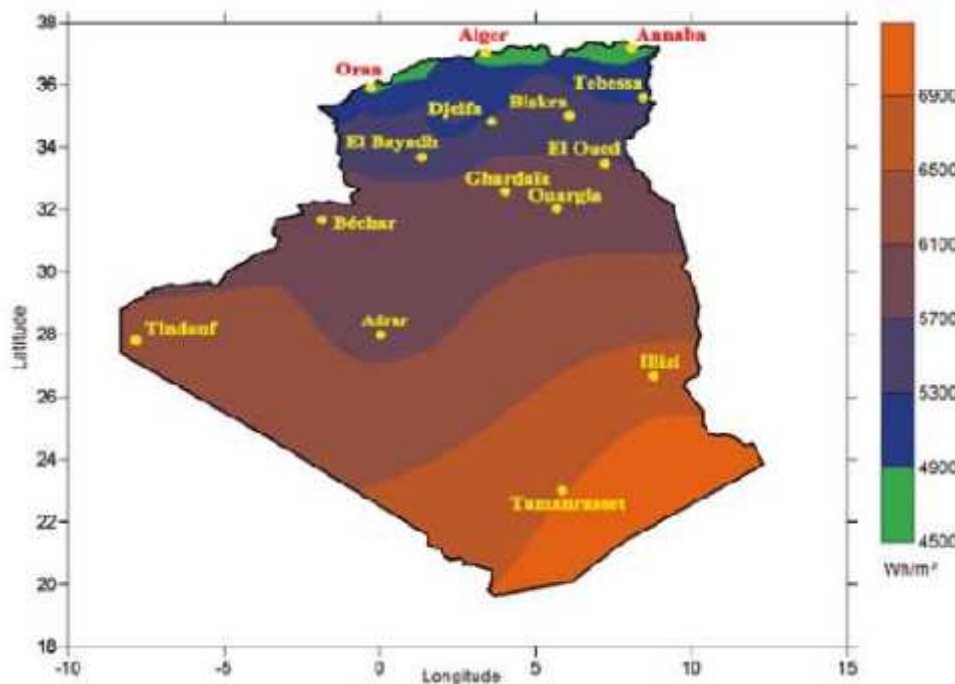 38
36
34
32
30
28
26
24
22
20
18
Latitude
-10
-5
0
5
10
15
Longitude
Alger
Annaba
Oran
Tebessa
Djelfa
Biskra
El Bayadh
El Oued
Ghardaïa
Ouargla
Béchar
Tindouf
Adrar
Illizi
Tamanrasset
6900
6500
6100
5700
5300
4900
4500
Wh/m²